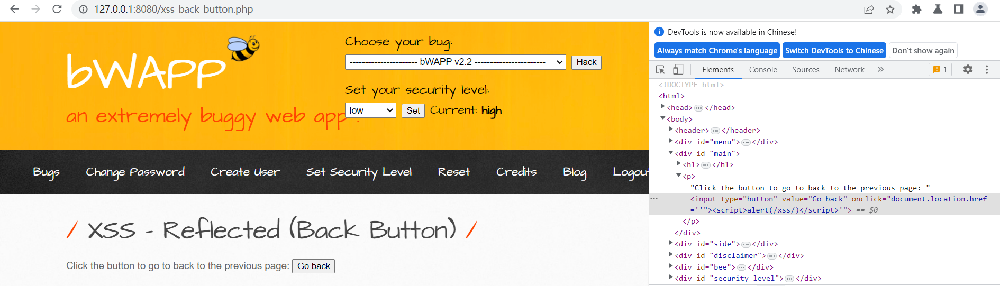 127.0.0.1:8080/xss_back_button.php
bWAPP
an extremely buggy web app !
Choose your bug:
---------------------- bWAPP v2.2 ----------------------- Hack
Set your security level:
low Set Current: high
Bugs Change Password Create User Set Security Level Reset Credits Blog Logout
/ XSS - Reflected (Back Button) /
Click the button to go to back to the previous page: Go back
DevTools is now available in Chinese!
Always match Chrome's language Switch DevTools to Chinese Don't show again
Elements Console Sources Network » 1
<!DOCTYPE html>
<html>
<head>…</head>
<body>
<header>…</header>
<div id="menu">…</div>
<div id="main">
<h1>…</h1>
<p>
"Click the button to go to back to the previous page: "
<input type="button" value="Go back" onclick="document.location.href
=''"><script>alert(/xss/)</script>'"> == $0
</p>
</div>
<div id="side">…</div>
<div id="disclaimer">…</div>
<div id="bee">…</div>
<div id="security_level">…</div>